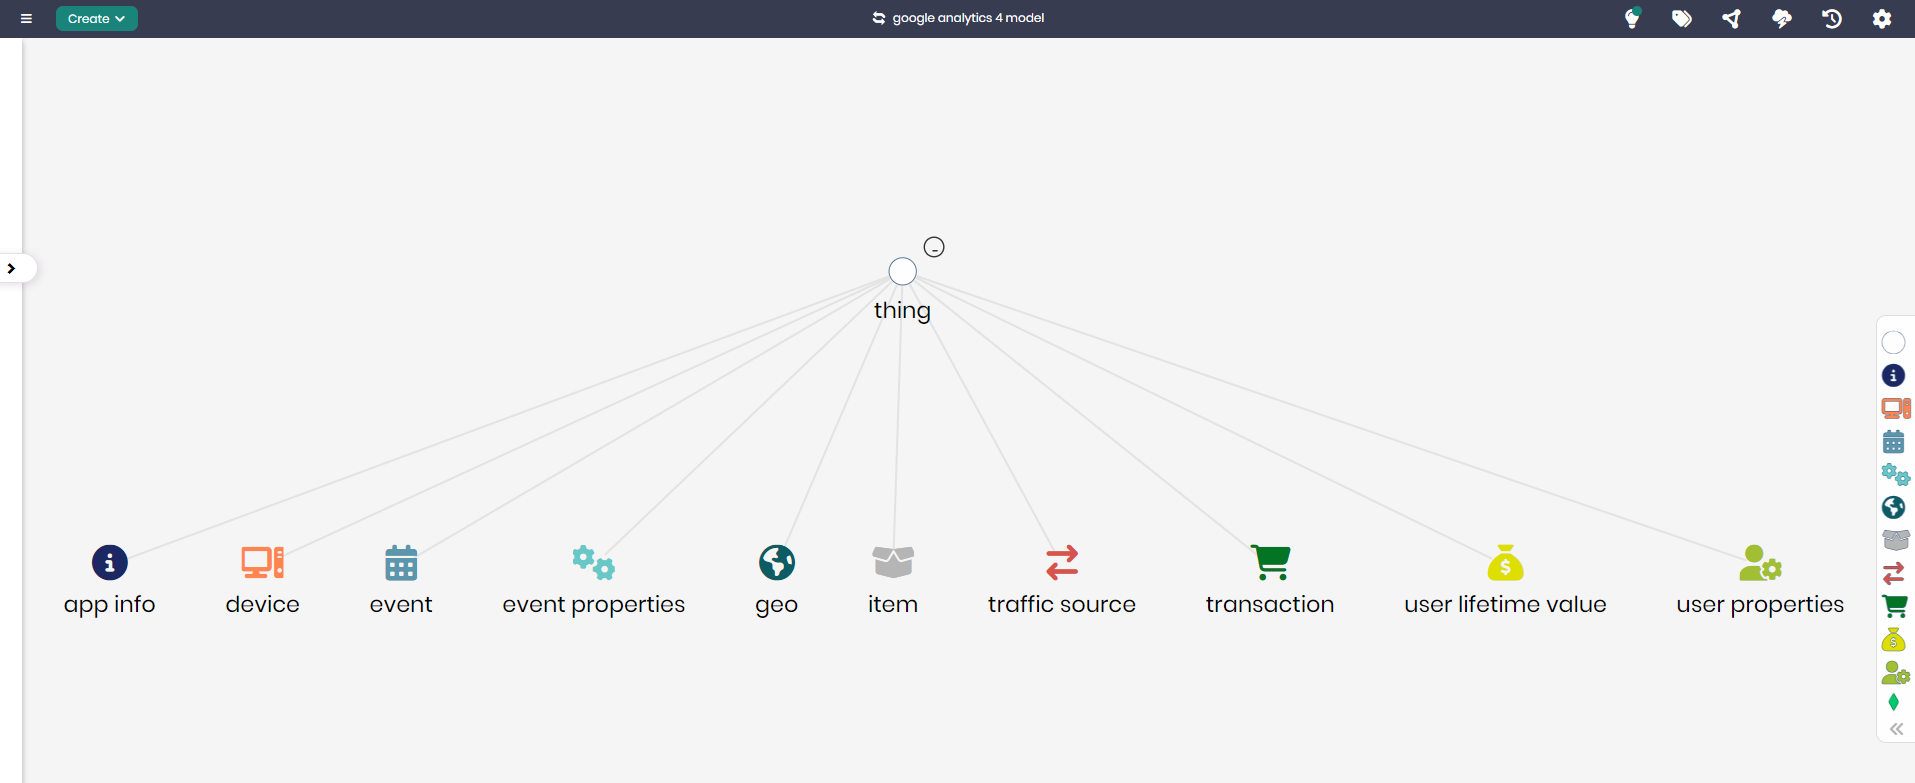 Create
google analytics 4 model
thing
app info
device
event
event properties
geo
item
traffic source
transaction
user lifetime value
user properties